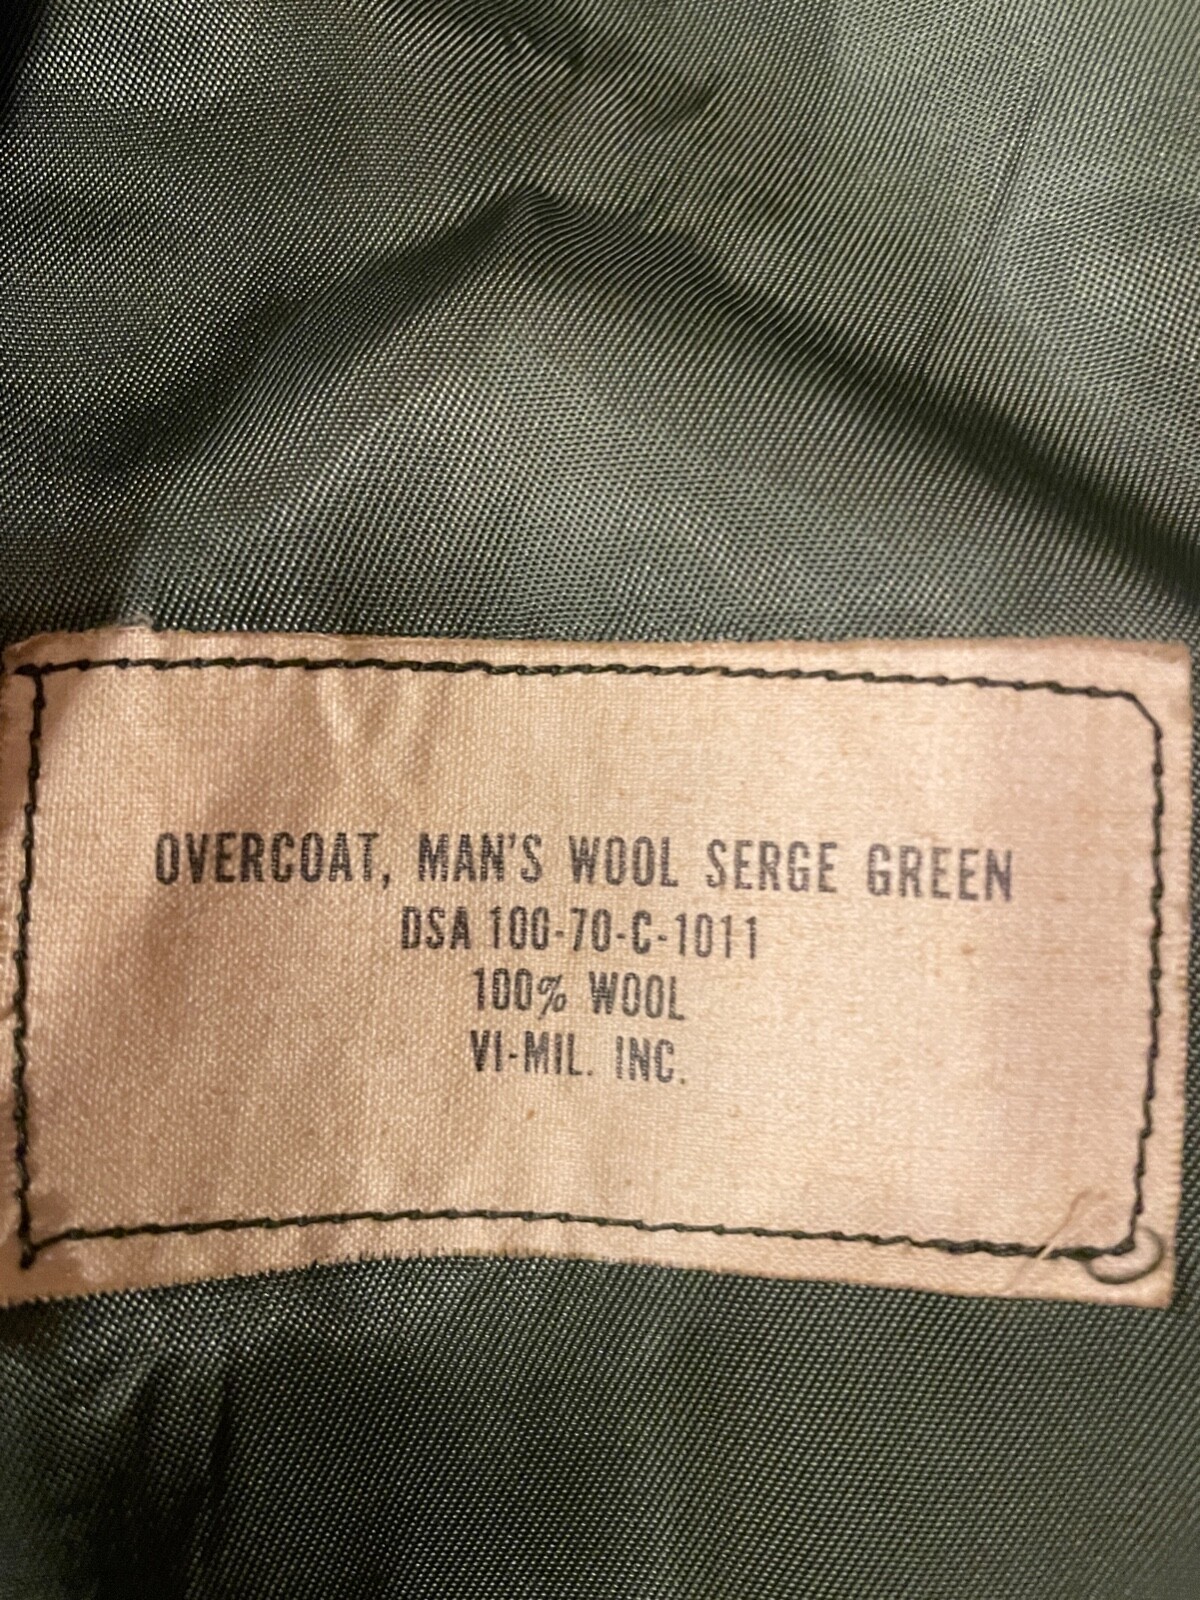 OVERCOAT, MAN'S WOOL SERGE GREEN
DSA 100-70-C-1011
100% WOOL
VI-MIL. INC.